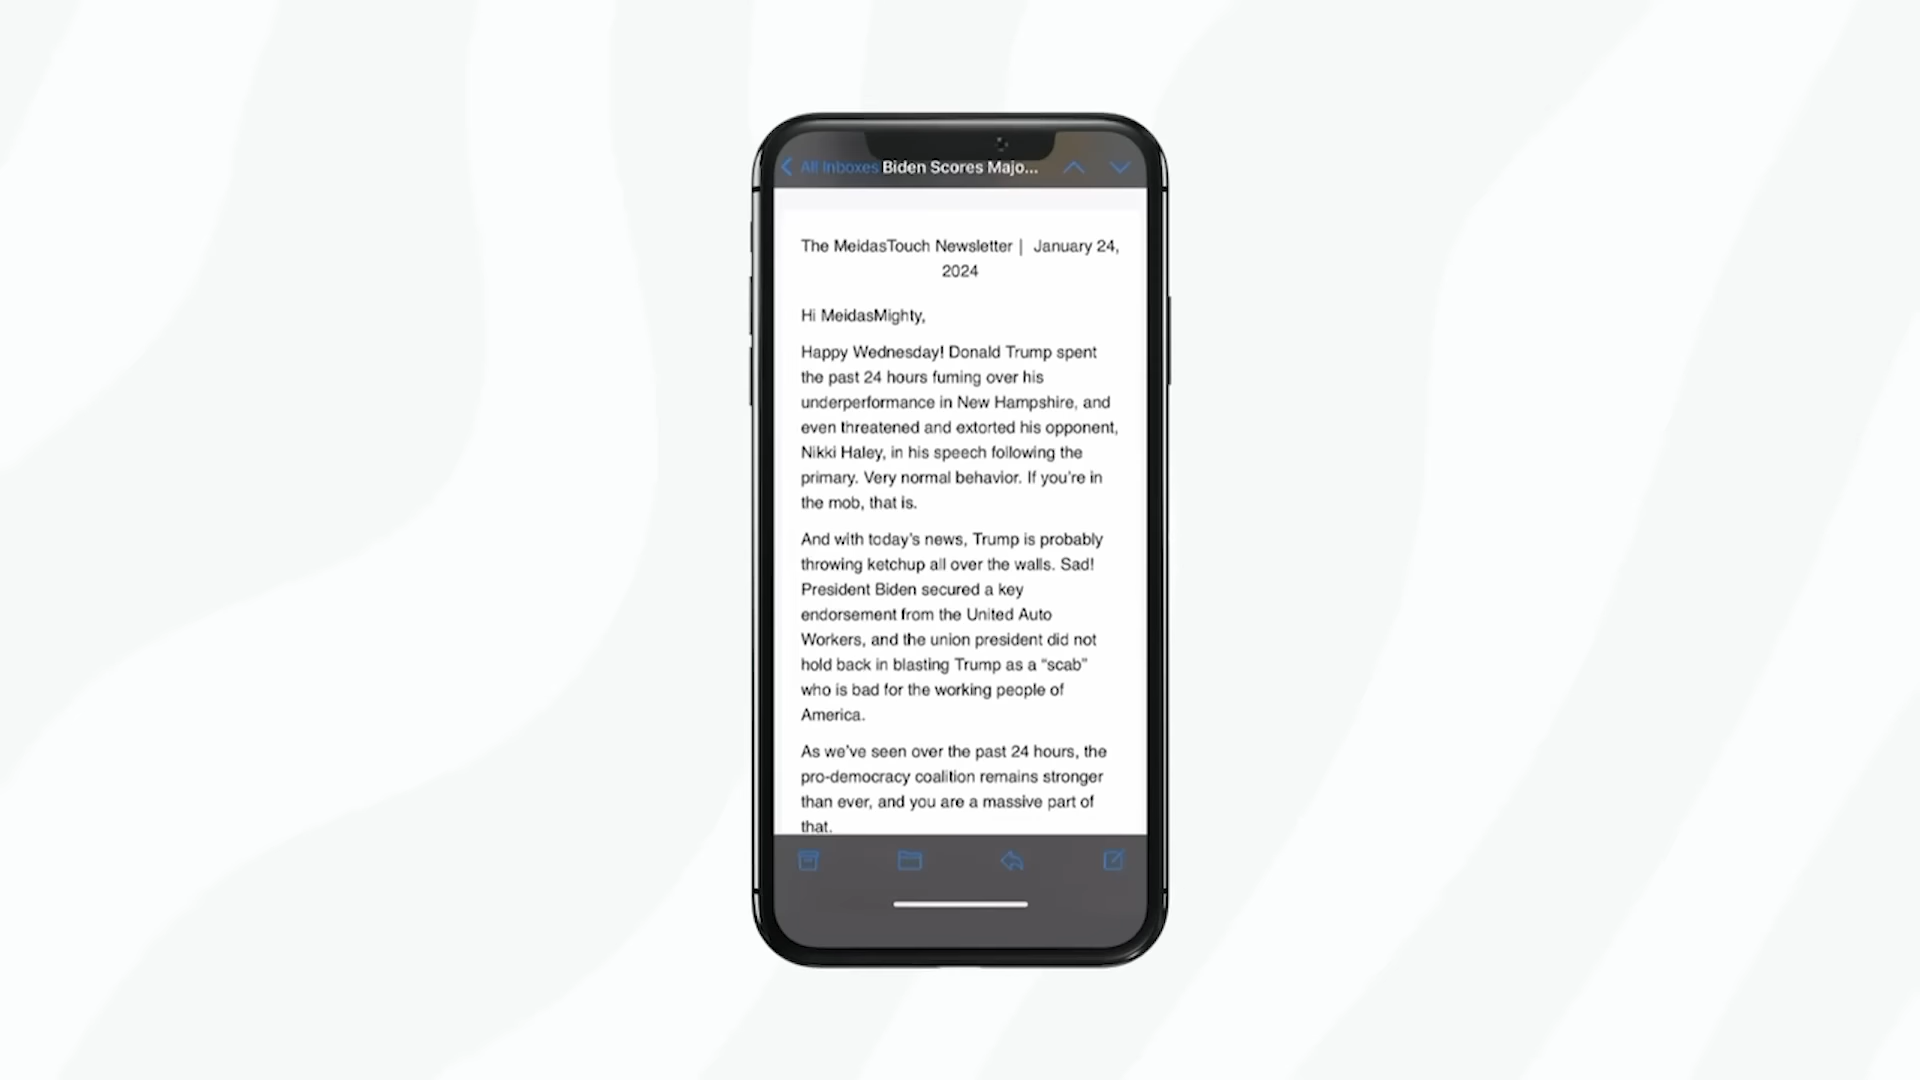 All Inboxes Biden Scores Majo...
The MeidasTouch Newsletter | January 24,
2024
Hi MeidasMighty,
Happy Wednesday! Donald Trump spent
the past 24 hours fuming over his
underperformance in New Hampshire, and
even threatened and extorted his opponent,
Nikki Haley, in his speech following the
primary. Very normal behavior. If you're in
the mob, that is.
And with today's news, Trump is probably
throwing ketchup all over the walls. Sad!
President Biden secured a key
endorsement from the United Auto
Workers, and the union president did not
hold back in blasting Trump as a “scab”
who is bad for the working people of
America.
As we've seen over the past 24 hours, the
pro-democracy coalition remains stronger
than ever, and you are a massive part of
that.